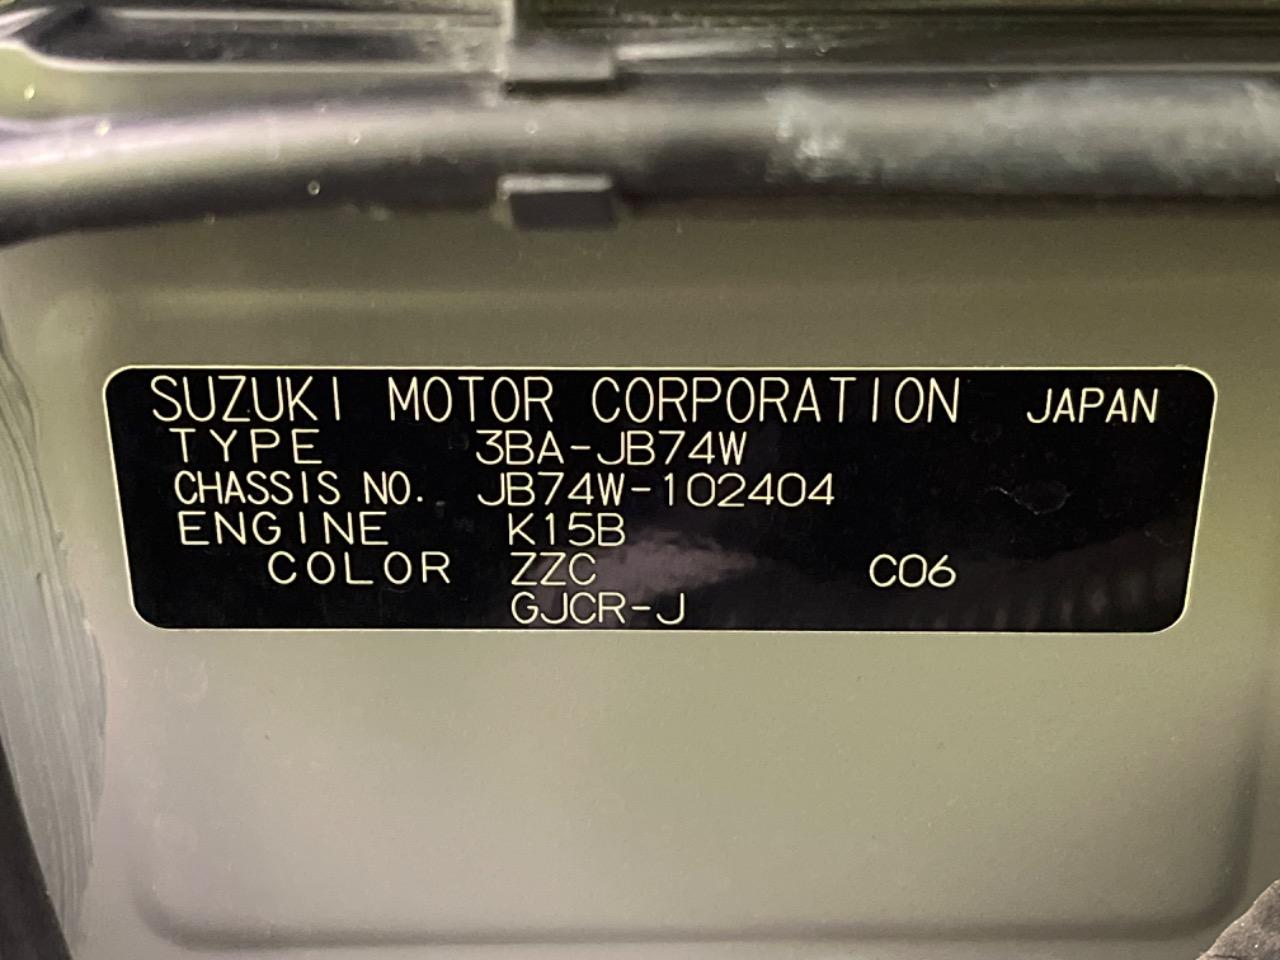 SUZUKI MOTOR CORPORATION JAPAN
TYPE 3BA-JB74W
CHASSIS NO. JB74W-102404
ENGINE K15B
COLOR ZZC C06
GJCR-J